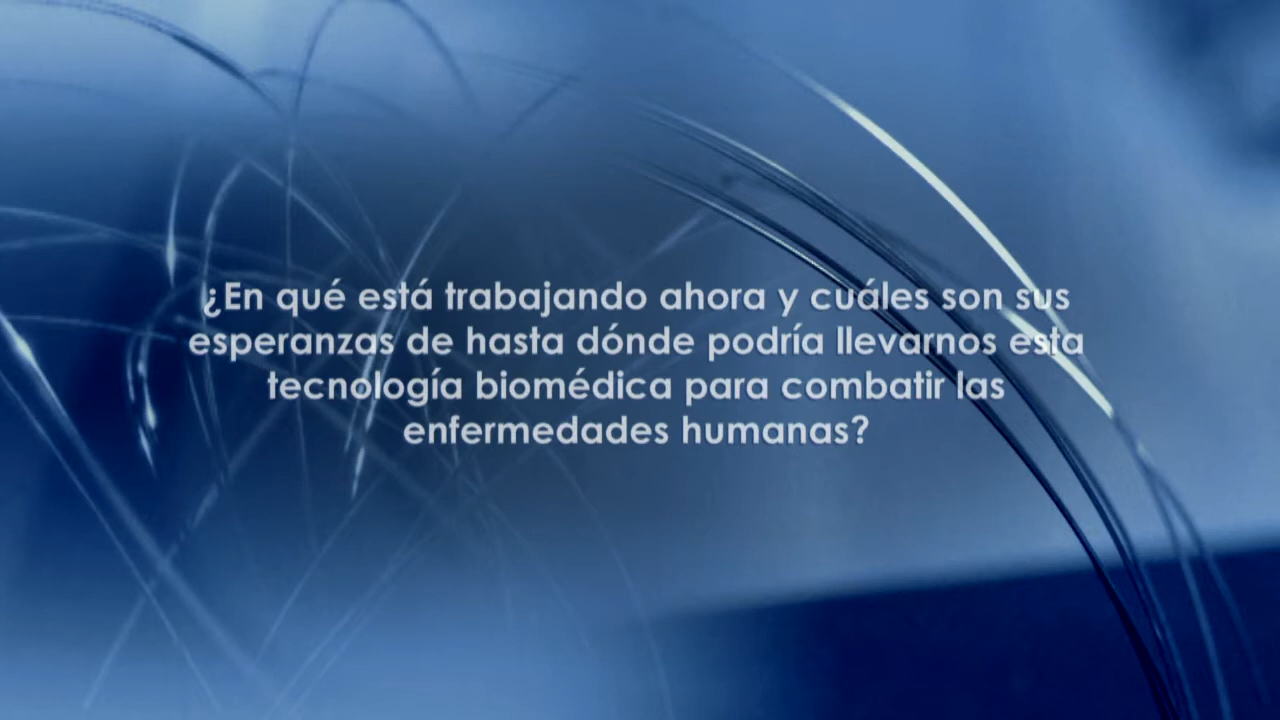 ¿En qué está trabajando ahora y cuáles son sus
esperanzas de hasta dónde podría llevarnos esta
tecnología biomédica para combatir las
enfermedades humanas?